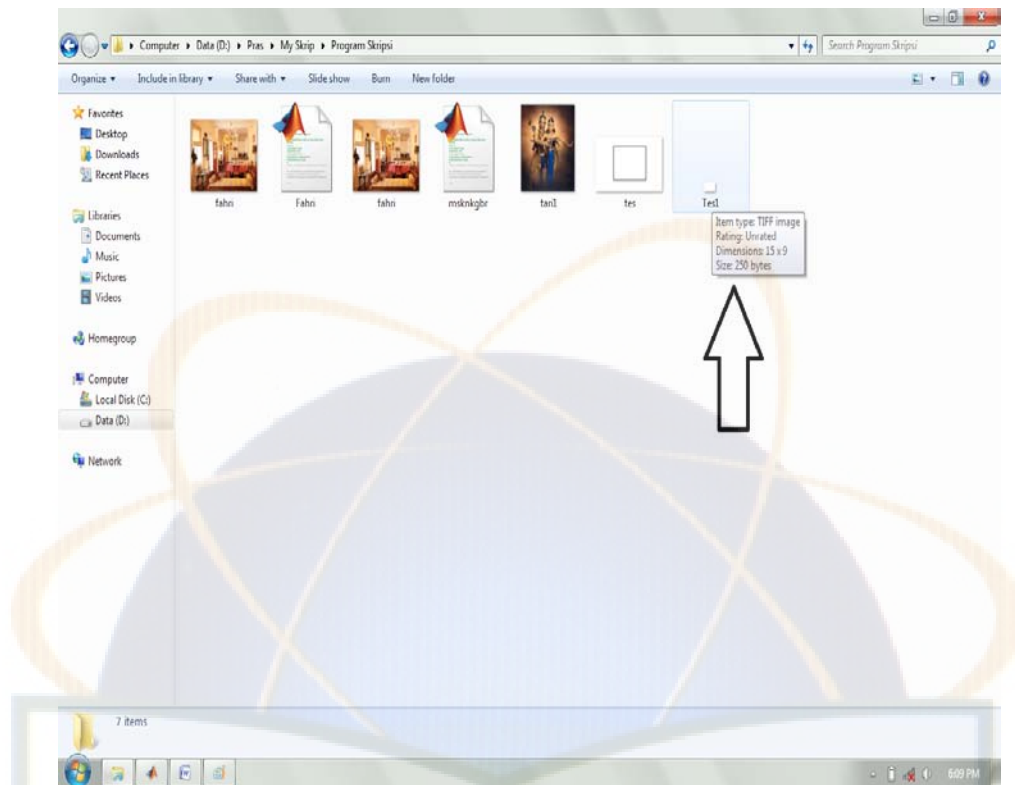 Computer ▸ Data (D:) ▸ Pras ▸ My Skrip ▸ Program Skripsi
Search Program Skripsi
Organize Include in library Share with Slide show Burn New folder
Favorites
Desktop
Downloads
Recent Places
Libraries
Documents
Music
Pictures
Videos
Homegroup
Computer
Local Disk (C:)
Data (D:)
Network
fahri Fahri fahri msknkgbr tari1 tes Tes1
Item type: TIFF image
Rating: Unrated
Dimensions: 15 x 9
Size: 250 bytes
7 items
6:09 PM